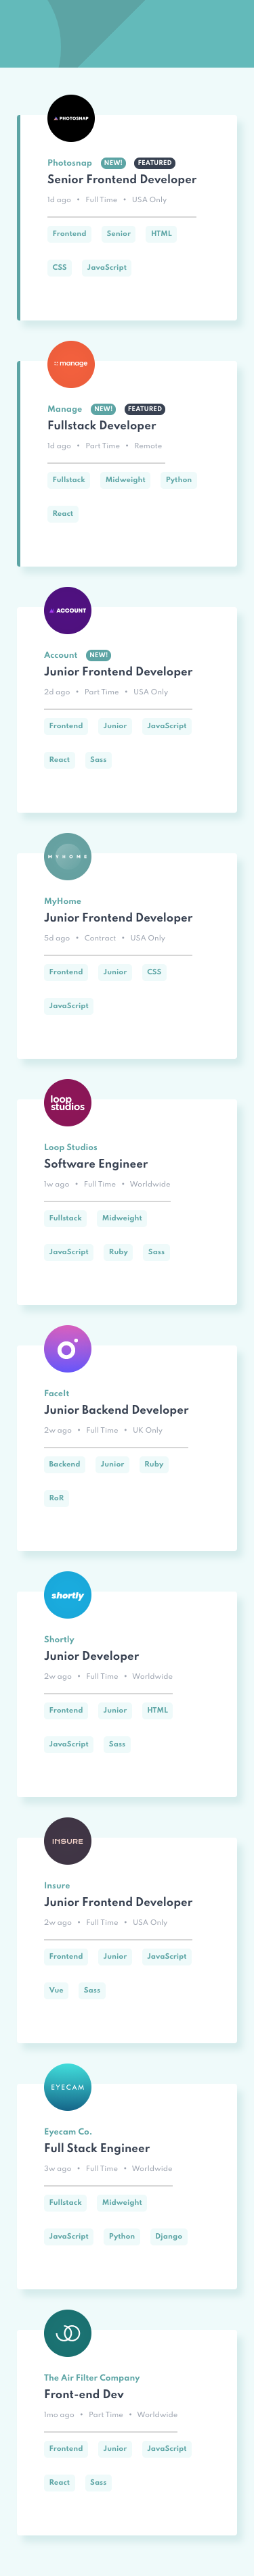 PHOTOSNAP
Photosnap NEW! FEATURED
Senior Frontend Developer
1d ago • Full Time • USA Only
Frontend Senior HTML
CSS JavaScript
manage
Manage NEW! FEATURED
Fullstack Developer
1d ago • Part Time • Remote
Fullstack Midweight Python
React
ACCOUNT
Account NEW!
Junior Frontend Developer
2d ago • Part Time • USA Only
Frontend Junior JavaScript
React Sass
MYHOME
MyHome
Junior Frontend Developer
5d ago • Contract • USA Only
Frontend Junior CSS
JavaScript
loop
studios
Loop Studios
Software Engineer
1w ago • Full Time • Worldwide
Fullstack Midweight
JavaScript Ruby Sass
FaceIt
Junior Backend Developer
2w ago • Full Time • UK Only
Backend Junior Ruby
RoR
shortly
Shortly
Junior Developer
2w ago • Full Time • Worldwide
Frontend Junior HTML
JavaScript Sass
INSURE
Insure
Junior Frontend Developer
2w ago • Full Time • USA Only
Frontend Junior JavaScript
Vue Sass
EYECAM
Eyecam Co.
Full Stack Engineer
3w ago • Full Time • Worldwide
Fullstack Midweight
JavaScript Python Django
The Air Filter Company
Front-end Dev
1mo ago • Part Time • Worldwide
Frontend Junior JavaScript
React Sass